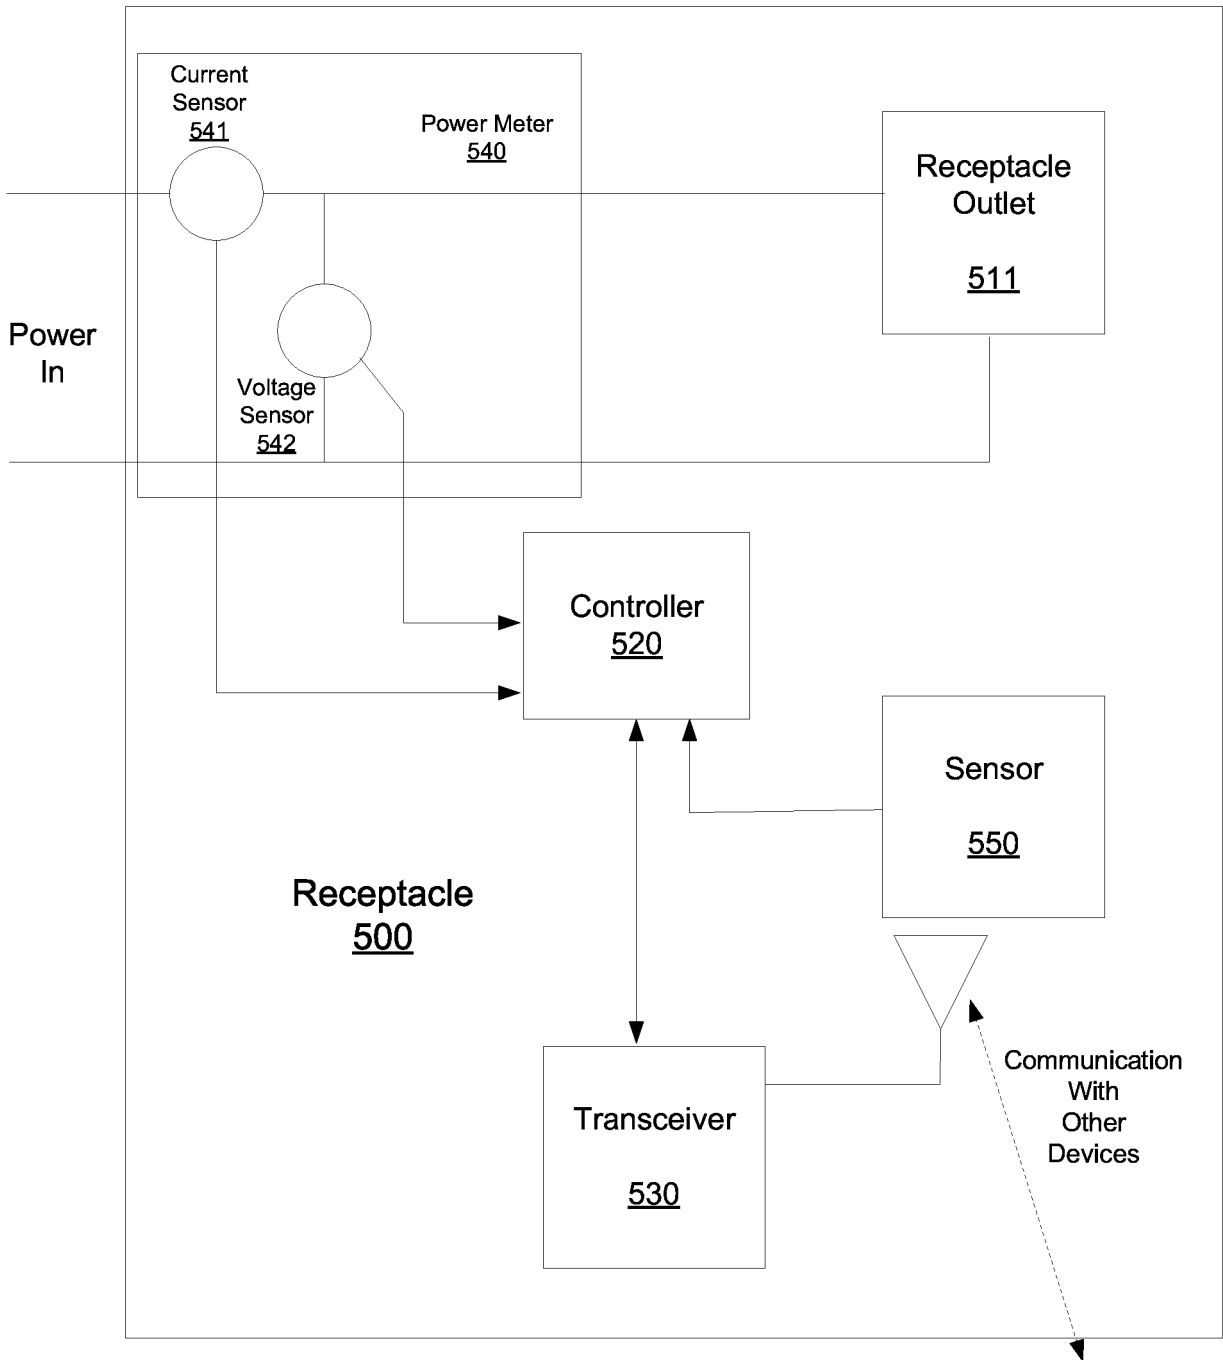 Current
Sensor
541
Power Meter
540
Receptacle
Outlet
511
Power
In
Voltage
Sensor
542
Controller
520
Sensor
550
Receptacle
500
Communication
With
Other
Devices
Transceiver
530